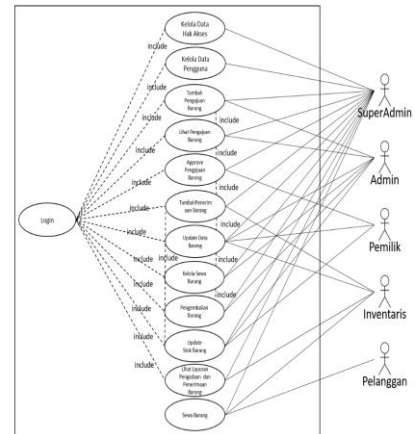 Kelola Data
Hak Akses
include
Kelola Data
Pengguna
include
Tambah
Pengajuan
Barang
include
SuperAdmin
include
Lihat Pengajuan
Barang
include
include
Approve
Pengajuan
Barang
Admin
include
include
Tambah Penerim
aan Barang
include
include
Login
Pemilik
Update Data
Barang
include
include
include
include
Kelola Sewa
Barang
include
Inventaris
include
Pengembalian
Barang
include
include
Update
Stok Barang
include
Pelanggan
Lihat Laporan
Pengadaan dan
Penerimaan
Barang
Sewa Barang